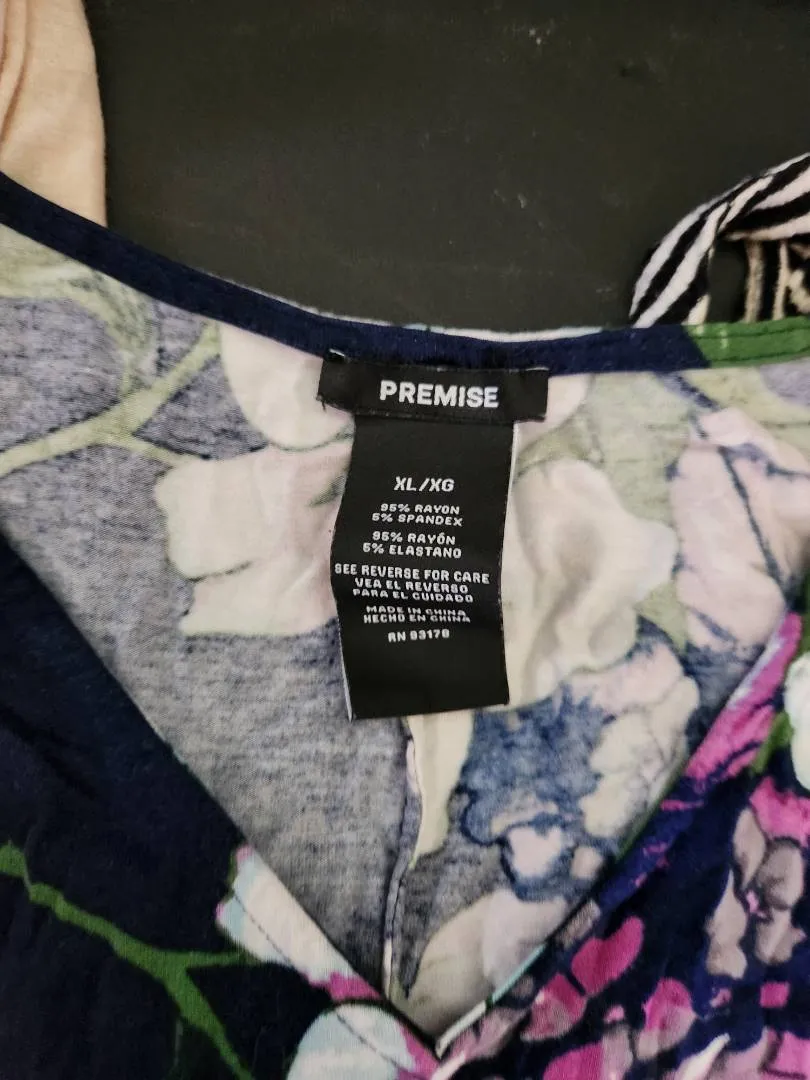 PREMISE
XL/XG
95% RAYON
5% SPANDEX
95% RAYÓN
5% ELASTANO
SEE REVERSE FOR CARE
VEA EL REVERSO
PARA EL CUIDADO
MADE IN CHINA
HECHO EN CHINA
RN 93178